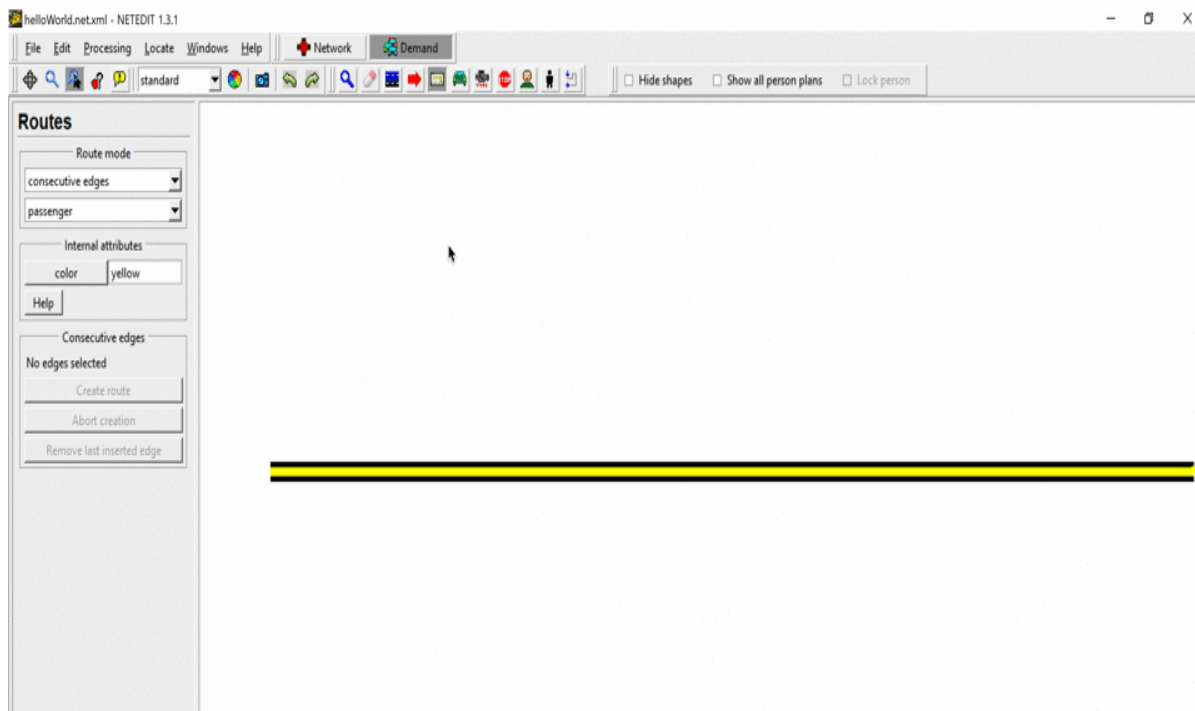 helloWorld.net.xml - NETEDIT 1.3.1
File Edit Processing Locate Windows Help Network Demand
standard Hide shapes Show all person plans Lock person
Routes
Route mode
consecutive edges
passenger
Internal attributes
color yellow
Help
Consecutive edges
No edges selected
Create route
Abort creation
Remove last inserted edge